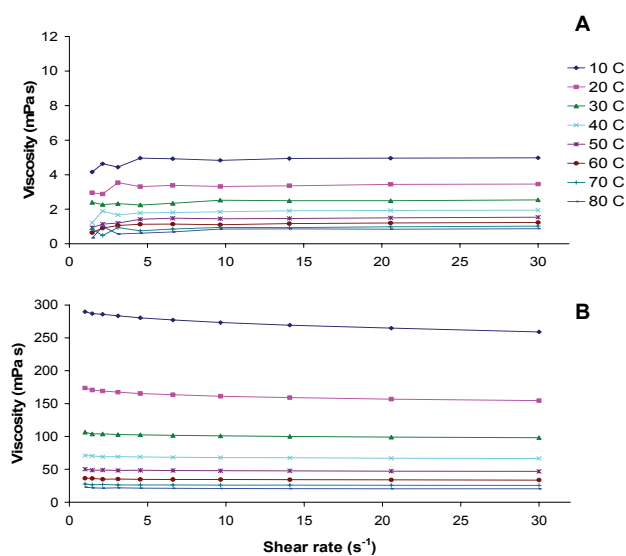 A
12
10
8
6
4
2
0
Viscosity (mPa s)
0 5 10 15 20 25 30
10 C
20 C
30 C
40 C
50 C
60 C
70 C
80 C
B
300
250
200
150
100
50
0
Viscosity (mPa s)
0 5 10 15 20 25 30
Shear rate (s⁻¹)